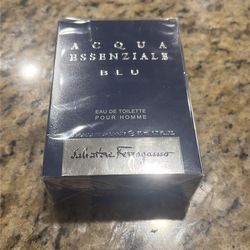 ACQUA
ESSENZIALE
BLU
EAU DE TOILETTE
POUR HOMME
Salvatore Ferragamo